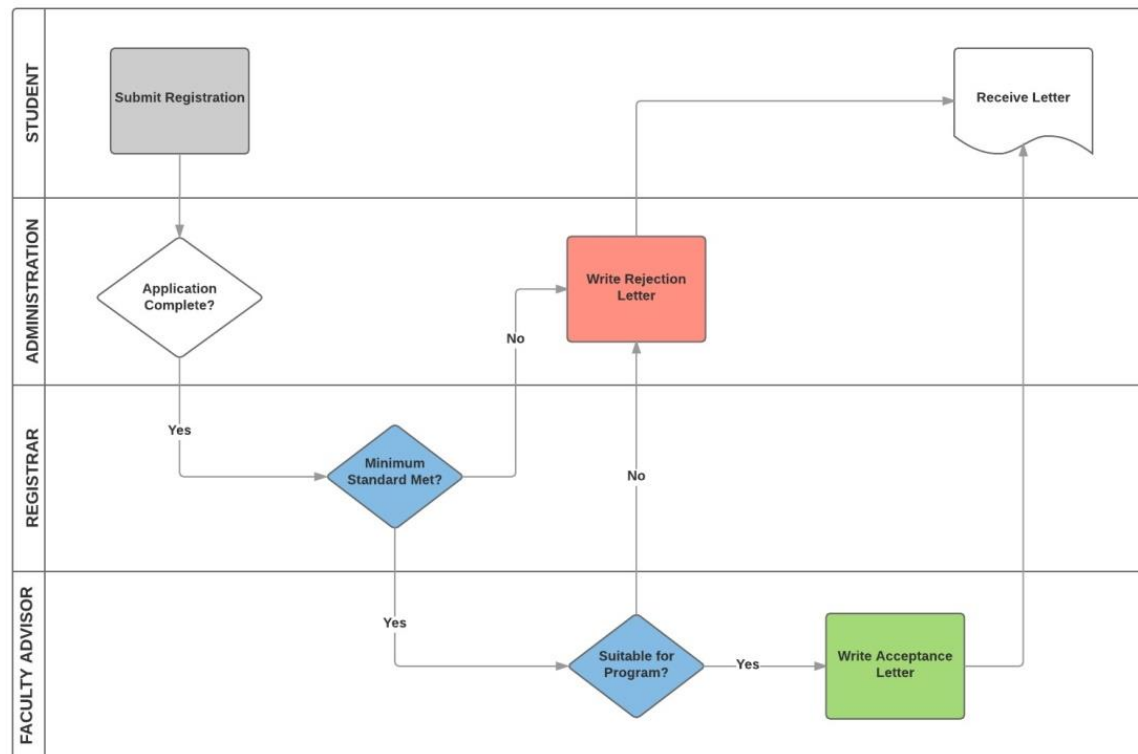 STUDENT
Submit Registration
Receive Letter
ADMINISTRATION
Application
Complete?
Write Rejection
Letter
No
REGISTRAR
Yes
Minimum
Standard Met?
No
FACULTY ADVISOR
Yes
Suitable for
Program?
Yes
Write Acceptance
Letter